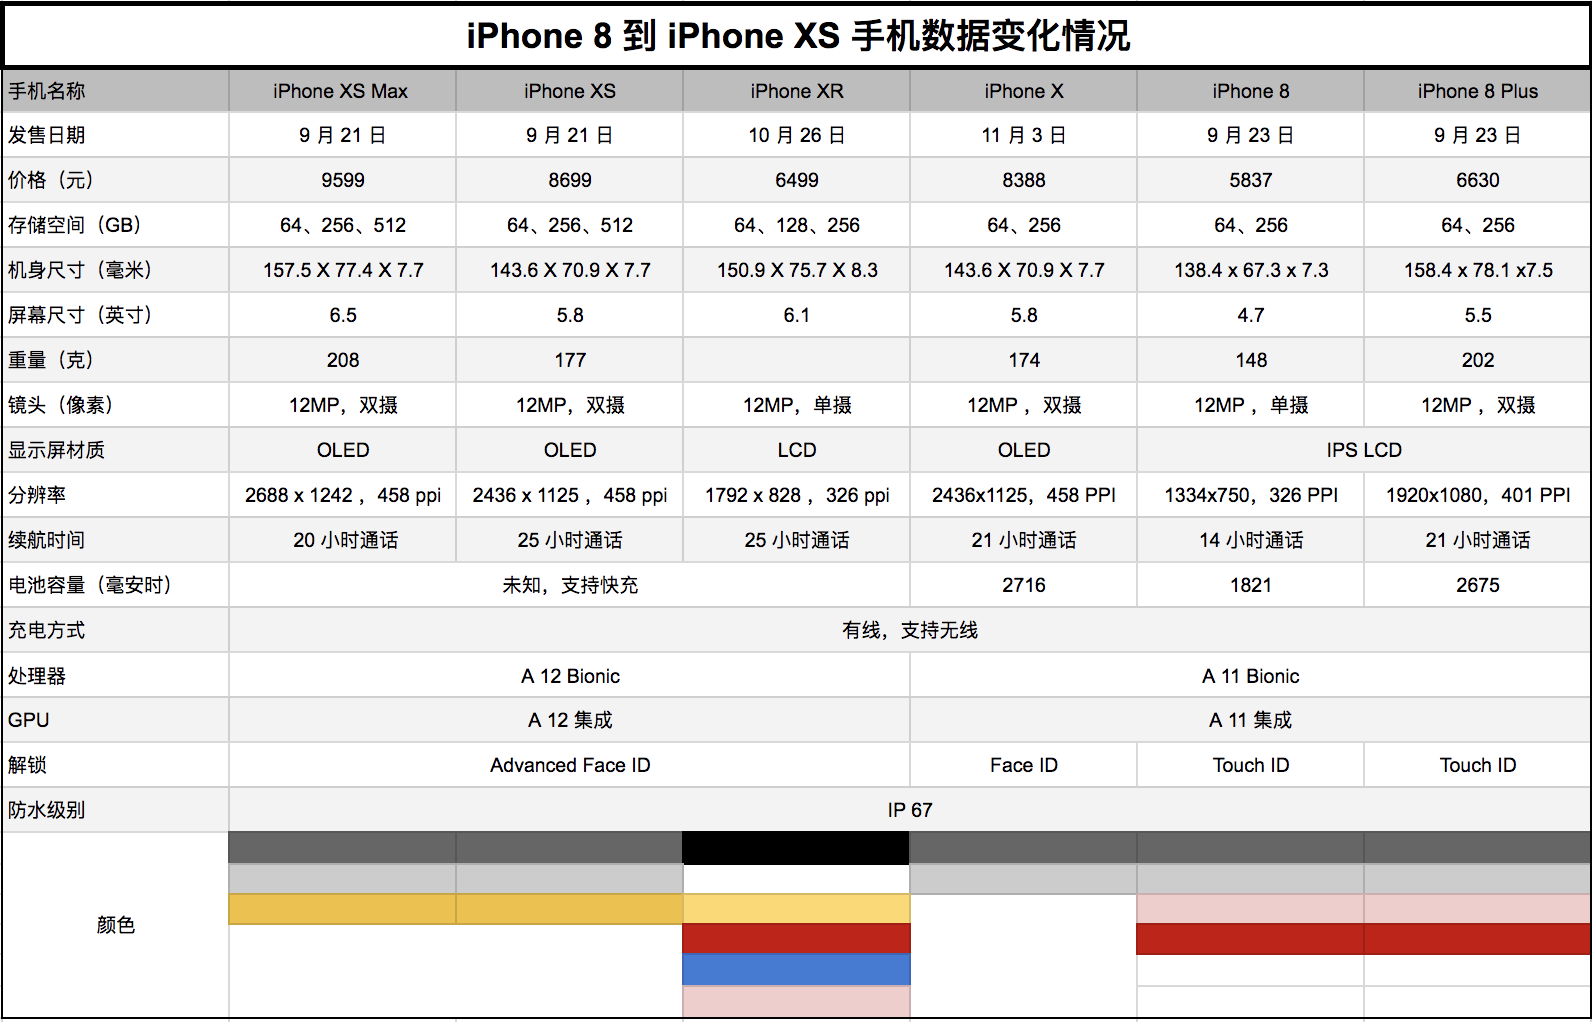 iPhone 8 到 iPhone XS 手机数据变化情况
手机名称 iPhone XS Max iPhone XS iPhone XR iPhone X iPhone 8 iPhone 8 Plus
发售日期 9 月 21 日 9 月 21 日 10 月 26 日 11 月 3 日 9 月 23 日 9 月 23 日
价格（元） 9599 8699 6499 8388 5837 6630
存储空间（GB） 64、256、512 64、256、512 64、128、256 64、256 64、256 64、256
机身尺寸（毫米） 157.5 X 77.4 X 7.7 143.6 X 70.9 X 7.7 150.9 X 75.7 X 8.3 143.6 X 70.9 X 7.7 138.4 x 67.3 x 7.3 158.4 x 78.1 x7.5
屏幕尺寸（英寸） 6.5 5.8 6.1 5.8 4.7 5.5
重量（克） 208 177 174 148 202
镜头（像素） 12MP，双摄 12MP，双摄 12MP，单摄 12MP ，双摄 12MP ，单摄 12MP ，双摄
显示屏材质 OLED OLED LCD OLED IPS LCD
分辨率 2688 x 1242 ，458 ppi 2436 x 1125 ，458 ppi 1792 x 828 ，326 ppi 2436x1125，458 PPI 1334x750，326 PPI 1920x1080，401 PPI
续航时间 20 小时通话 25 小时通话 25 小时通话 21 小时通话 14 小时通话 21 小时通话
电池容量（毫安时） 未知，支持快充 2716 1821 2675
充电方式 有线，支持无线
处理器 A 12 Bionic A 11 Bionic
GPU A 12 集成 A 11 集成
解锁 Advanced Face ID Face ID Touch ID Touch ID
防水级别 IP 67
颜色